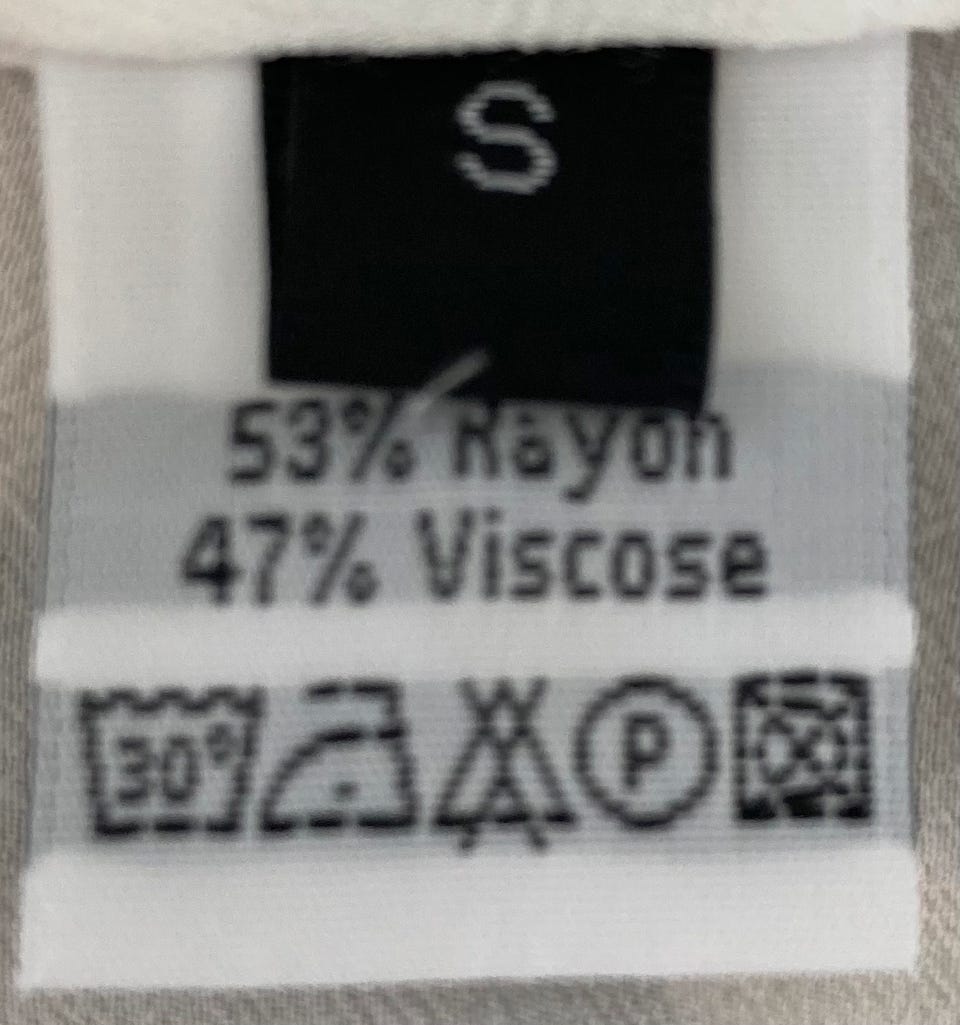 S
53% Rayon
47% Viscose
30° P